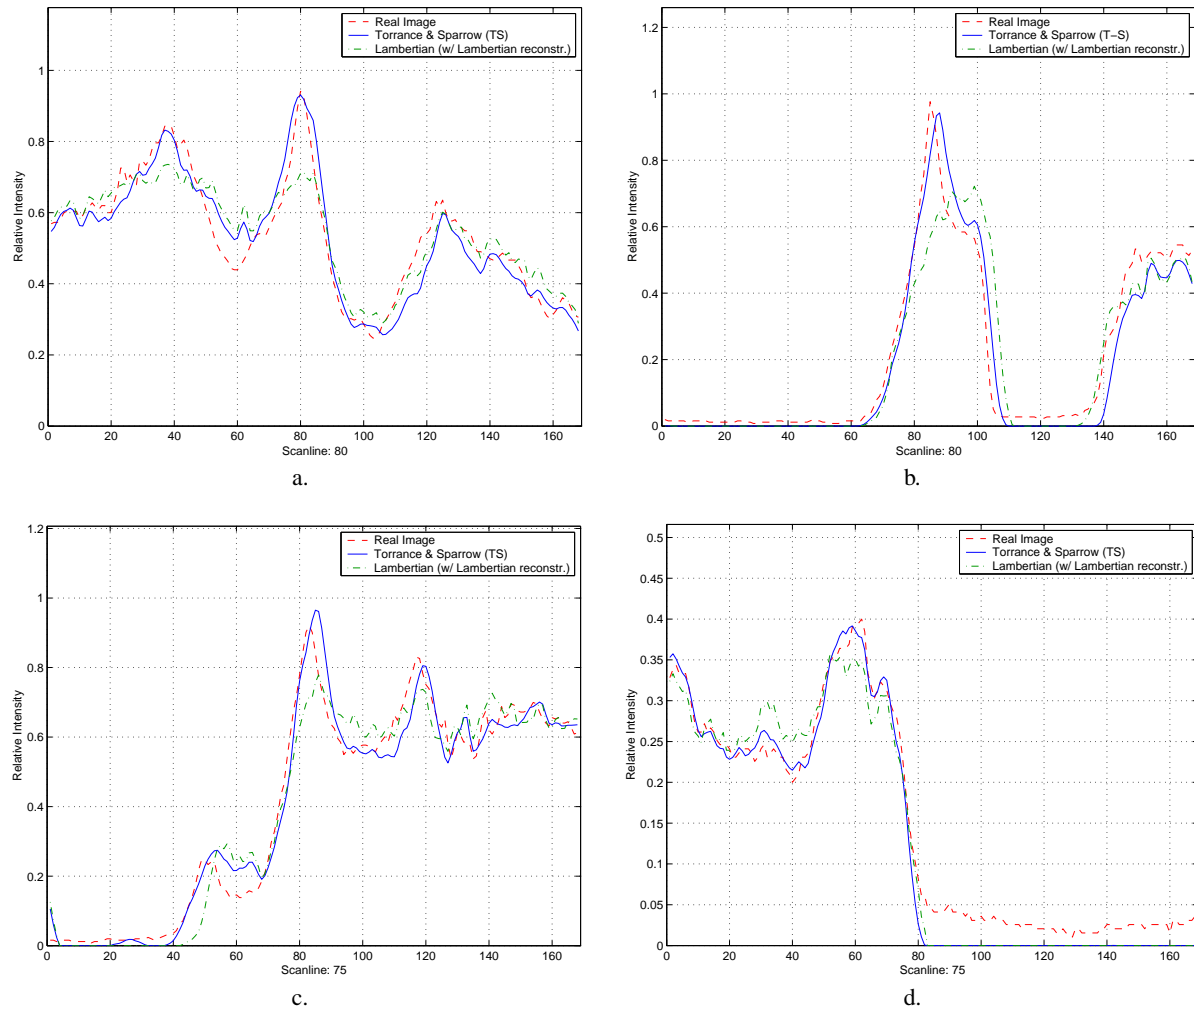 Real Image
Torrance & Sparrow (TS)
Lambertian (w/ Lambertian reconstr.)
Relative Intensity
1
0.8
0.6
0.4
0.2
0
0 20 40 60 80 100 120 140 160
Scanline: 80
a.
Real Image
Torrance & Sparrow (T-S)
Lambertian (w/ Lambertian reconstr.)
Relative Intensity
1.2
1
0.8
0.6
0.4
0.2
0
0 20 40 60 80 100 120 140 160
Scanline: 80
b.
Real Image
Torrance & Sparrow (TS)
Lambertian (w/ Lambertian reconstr.)
Relative Intensity
1.2
1
0.8
0.6
0.4
0.2
0
0 20 40 60 80 100 120 140 160
Scanline: 75
c.
Real Image
Torrance & Sparrow (TS)
Lambertian (w/ Lambertian reconstr.)
Relative Intensity
0.5
0.45
0.4
0.35
0.3
0.25
0.2
0.15
0.1
0.05
0
0 20 40 60 80 100 120 140 160
Scanline: 75
d.